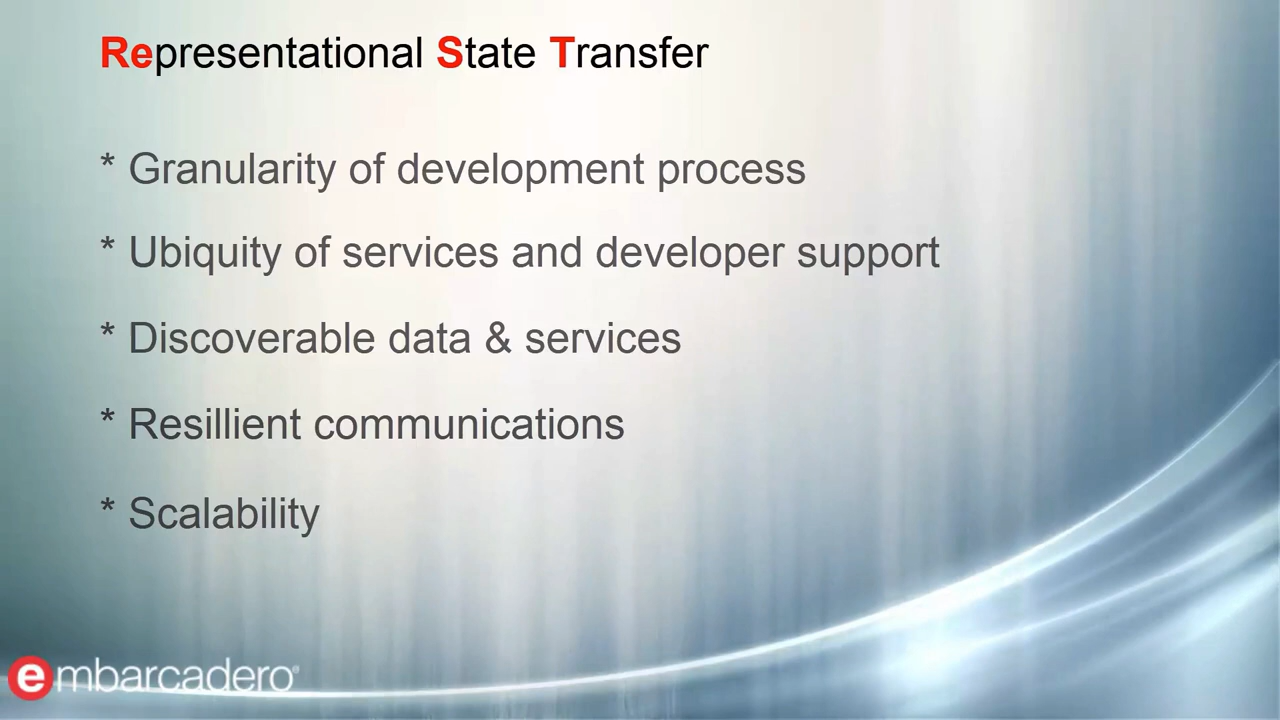 Representational State Transfer
* Granularity of development process
* Ubiquity of services and developer support
* Discoverable data & services
* Resillient communications
* Scalability
embarcadero®